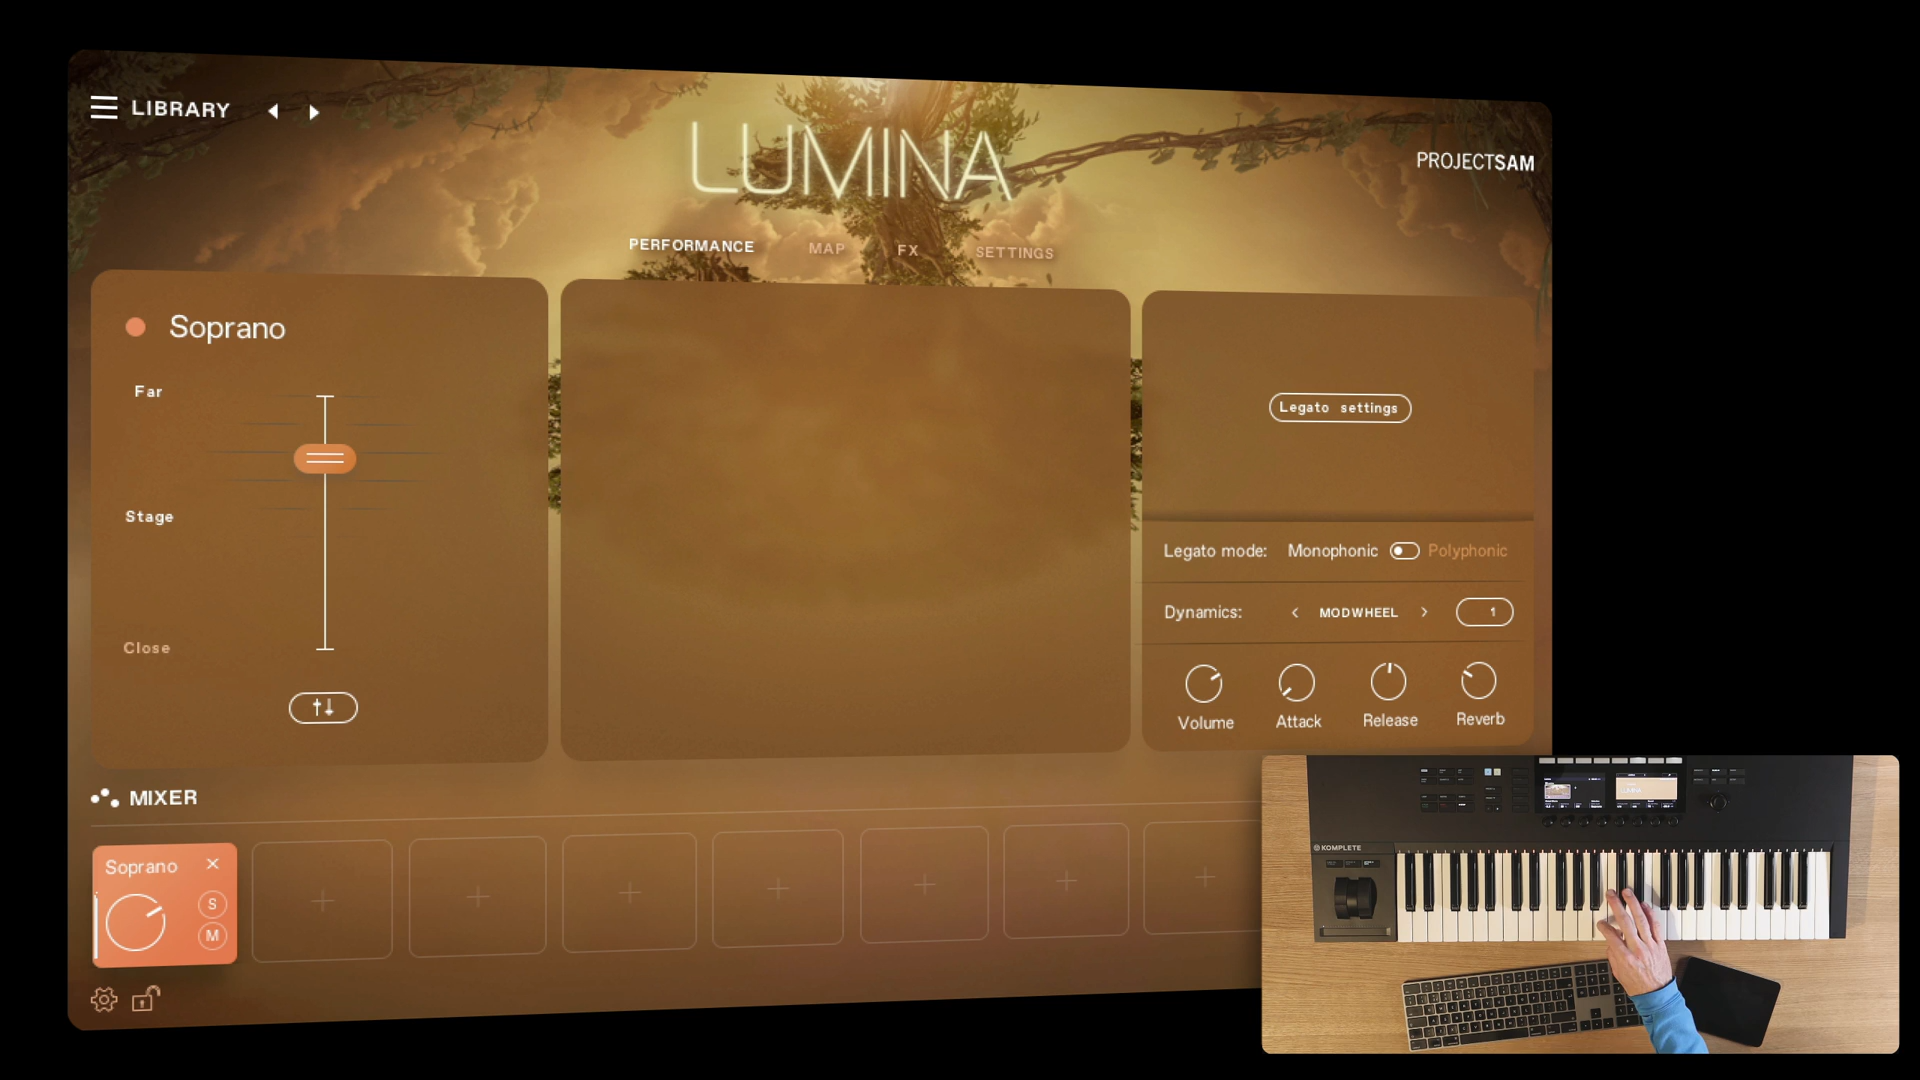 LIBRARY
LUMINA
PROJECTSAM
PERFORMANCE
MAP
FX
SETTINGS
Soprano
Far
Stage
Close
Legato settings
Legato mode: Monophonic Polyphonic
Dynamics: < MODWHEEL > 1
Volume
Attack
Release
Reverb
MIXER
Soprano
S
M
KOMPLETE